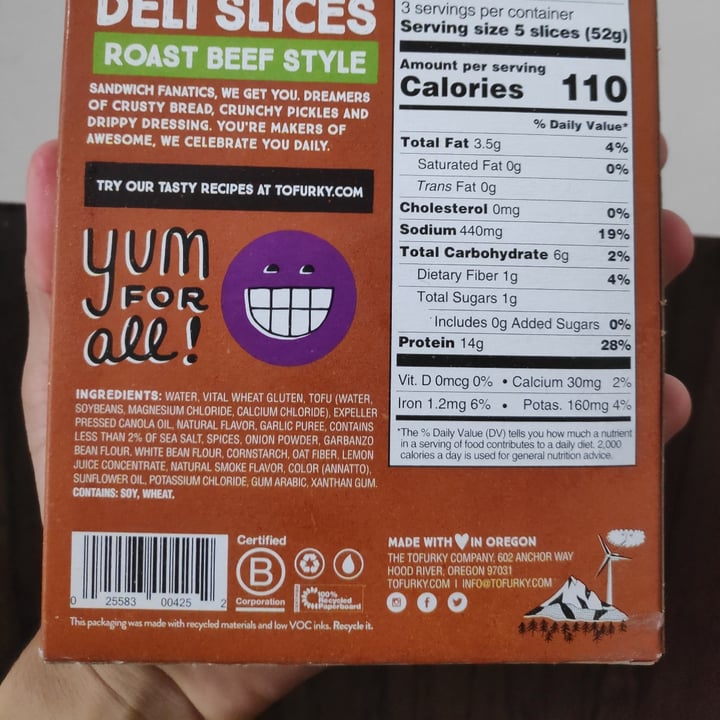 DELI SLICES
ROAST BEEF STYLE
SANDWICH FANATICS, WE GET YOU. DREAMERS
OF CRUSTY BREAD, CRUNCHY PICKLES AND
DRIPPY DRESSING. YOU'RE MAKERS OF
AWESOME, WE CELEBRATE YOU DAILY.
TRY OUR TASTY RECIPES AT TOFURKY.COM
YUM
FOR
all!
INGREDIENTS: WATER, VITAL WHEAT GLUTEN, TOFU (WATER,
SOYBEANS, MAGNESIUM CHLORIDE, CALCIUM CHLORIDE), EXPELLER
PRESSED CANOLA OIL, NATURAL FLAVOR, GARLIC PUREE, CONTAINS
LESS THAN 2% OF SEA SALT, SPICES, ONION POWDER, GARBANZO
BEAN FLOUR, WHITE BEAN FLOUR, CORNSTARCH, OAT FIBER, LEMON
JUICE CONCENTRATE, NATURAL SMOKE FLAVOR, COLOR (ANNATTO),
SUNFLOWER OIL, POTASSIUM CHLORIDE, GUM ARABIC, XANTHAN GUM.
CONTAINS: SOY, WHEAT.
3 servings per container
Serving size 5 slices (52g)
Amount per serving
Calories 110
% Daily Value*
Total Fat 3.5g 4%
Saturated Fat 0g 0%
Trans Fat 0g
Cholesterol 0mg 0%
Sodium 440mg 19%
Total Carbohydrate 6g 2%
Dietary Fiber 1g 4%
Total Sugars 1g
Includes 0g Added Sugars 0%
Protein 14g 28%
Vit. D 0mcg 0% • Calcium 30mg 2%
Iron 1.2mg 6% • Potas. 160mg 4%
*The % Daily Value (DV) tells you how much a nutrient
in a serving of food contributes to a daily diet. 2,000
calories a day is used for general nutrition advice.
0 25583 00425 2
Certified
B
Corporation
100%
Recycled
Paperboard
MADE WITH IN OREGON
THE TOFURKY COMPANY, 602 ANCHOR WAY
HOOD RIVER, OREGON 97031
TOFURKY.COM | INFO@TOFURKY.COM
This packaging was made with recycled materials and low VOC inks. Recycle it.